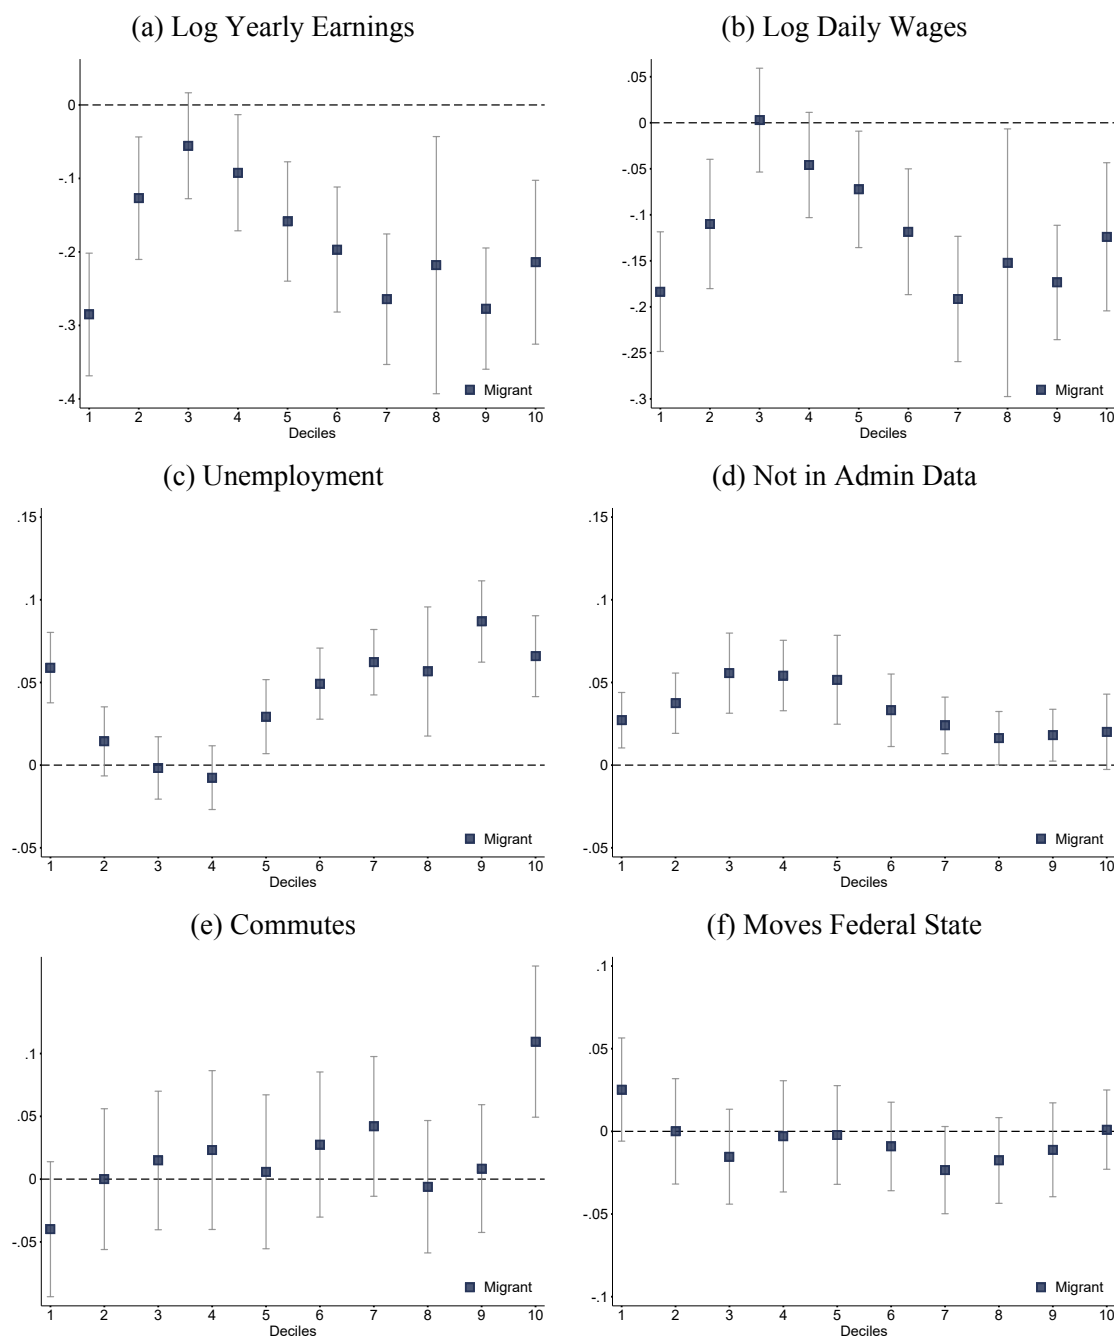 (a) Log Yearly Earnings
0
-.1
-.2
-.3
-.4
1 2 3 4 5 6 7 8 9 10
Deciles
Migrant
(b) Log Daily Wages
.05
0
-.05
-.1
-.15
-.2
-.25
-.3
1 2 3 4 5 6 7 8 9 10
Deciles
Migrant
(c) Unemployment
.15
.1
.05
0
-.05
1 2 3 4 5 6 7 8 9 10
Deciles
Migrant
(d) Not in Admin Data
.15
.1
.05
0
-.05
1 2 3 4 5 6 7 8 9 10
Deciles
Migrant
(e) Commutes
.1
.05
0
-.05
1 2 3 4 5 6 7 8 9 10
Deciles
Migrant
(f) Moves Federal State
.1
.05
0
-.05
-.1
1 2 3 4 5 6 7 8 9 10
Deciles
Migrant